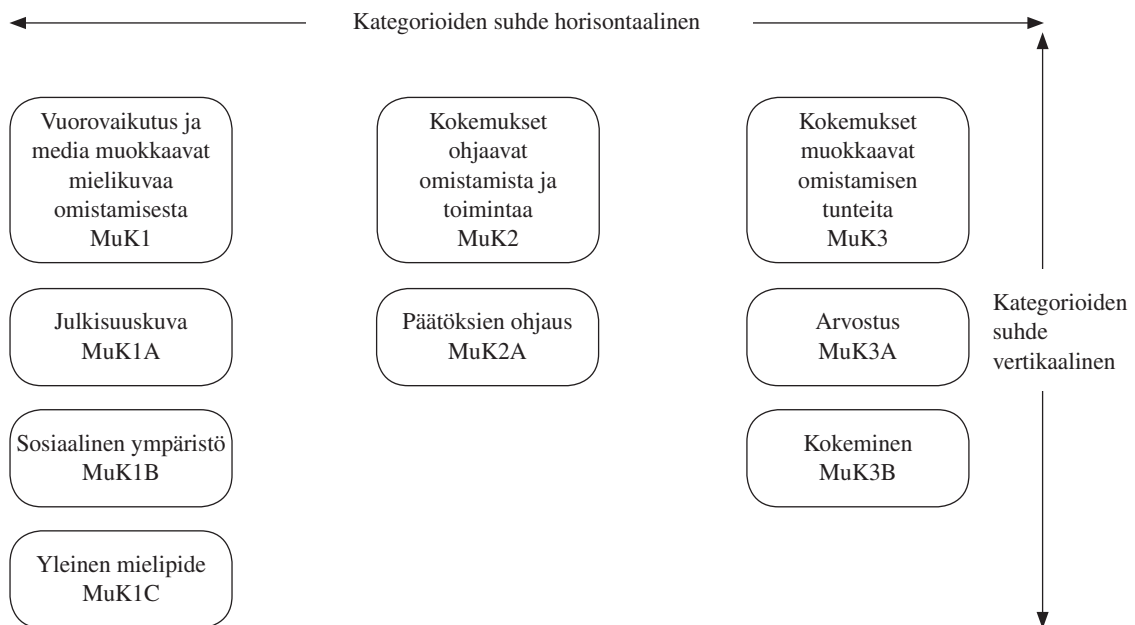 Kategorioiden suhde horisontaalinen
Vuorovaikutus ja
media muokkaavat
mielikuvaa
omistamisesta
MuK1
Kokemukset
ohjaavat
omistamista ja
toimintaa
MuK2
Kokemukset
muokkaavat
omistamisen
tunteita
MuK3
Julkisuuskuva
MuK1A
Päätöksien ohjaus
MuK2A
Arvostus
MuK3A
Kategorioiden
suhde
vertikaalinen
Sosiaalinen ympäristö
MuK1B
Kokeminen
MuK3B
Yleinen mielipide
MuK1C